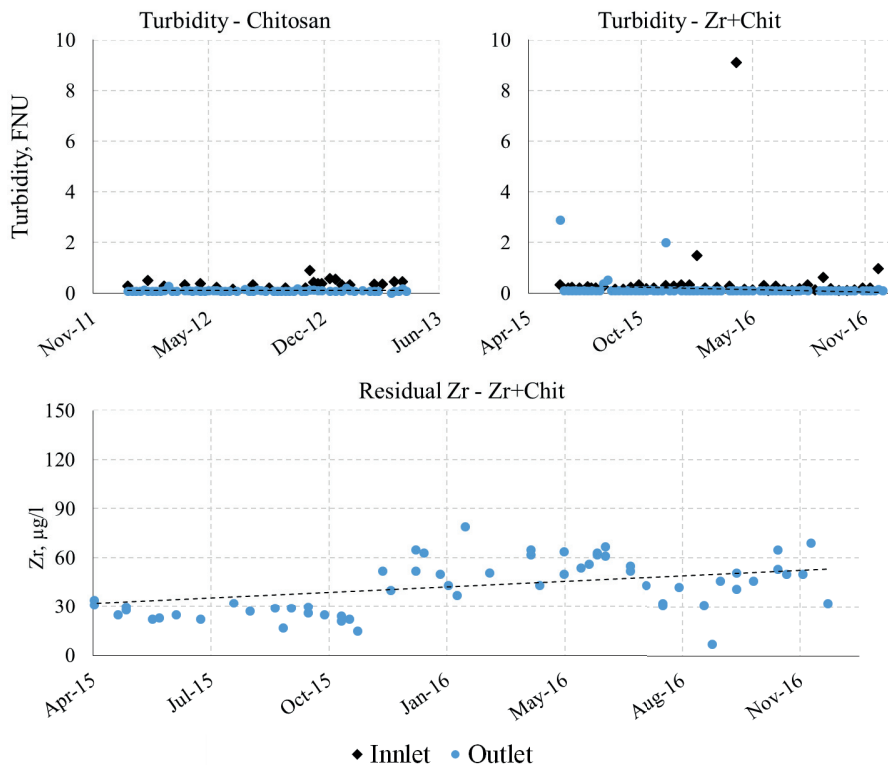 Turbidity - Chitosan
Turbidity - Zr+Chit
Turbidity, FNU
10
8
6
4
2
0
Nov-11
May-12
Dec-12
Jun-13
10
8
6
4
2
0
Apr-15
Oct-15
May-16
Nov-16
Residual Zr - Zr+Chit
Zr, µg/l
150
120
90
60
30
0
Apr-15
Jul-15
Oct-15
Jan-16
May-16
Aug-16
Nov-16
Innlet
Outlet